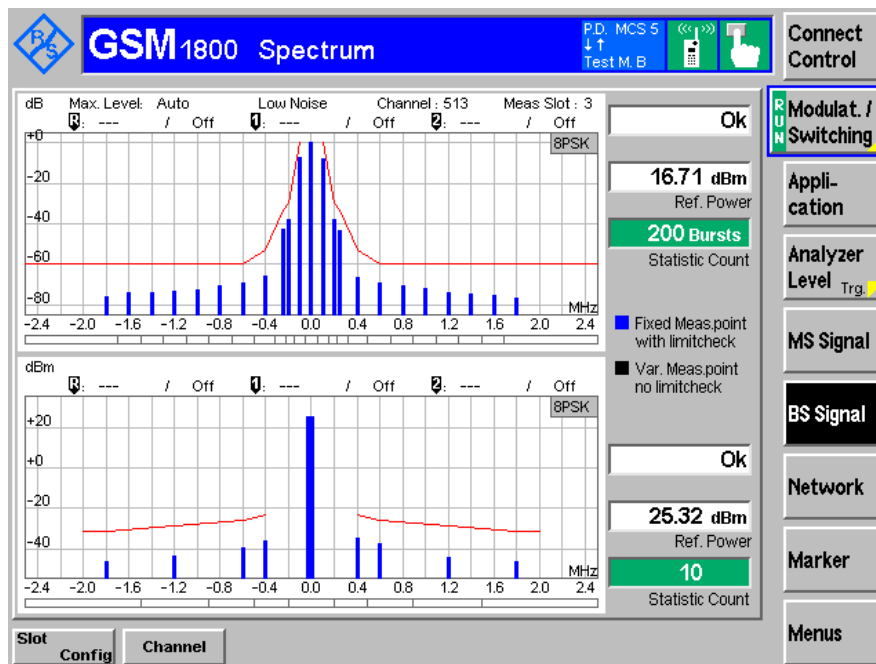 R/S
GSM 1800 Spectrum
P.D. MCS 5
Test M. B
Connect Control
dB Max. Level: Auto Low Noise Channel : 513 Meas Slot : 3
R: --- / Off 1: --- / Off 2: --- / Off
8PSK
+0
-20
-40
-60
-80
MHz
-2.4 -2.0 -1.6 -1.2 -0.8 -0.4 0.0 0.4 0.8 1.2 1.6 2.0 2.4
Ok
16.71 dBm
Ref. Power
200 Bursts
Statistic Count
Fixed Meas.point
with limitcheck
Var. Meas.point
no limitcheck
dBm
R: --- / Off 1: --- / Off 2: --- / Off
8PSK
+20
+0
-20
-40
MHz
-2.4 -2.0 -1.6 -1.2 -0.8 -0.4 0.0 0.4 0.8 1.2 1.6 2.0 2.4
Ok
25.32 dBm
Ref. Power
10
Statistic Count
RUN
Modulat. /
Switching
Appli-
cation
Analyzer
Level Trg.
MS Signal
BS Signal
Network
Marker
Menus
Slot
Config
Channel